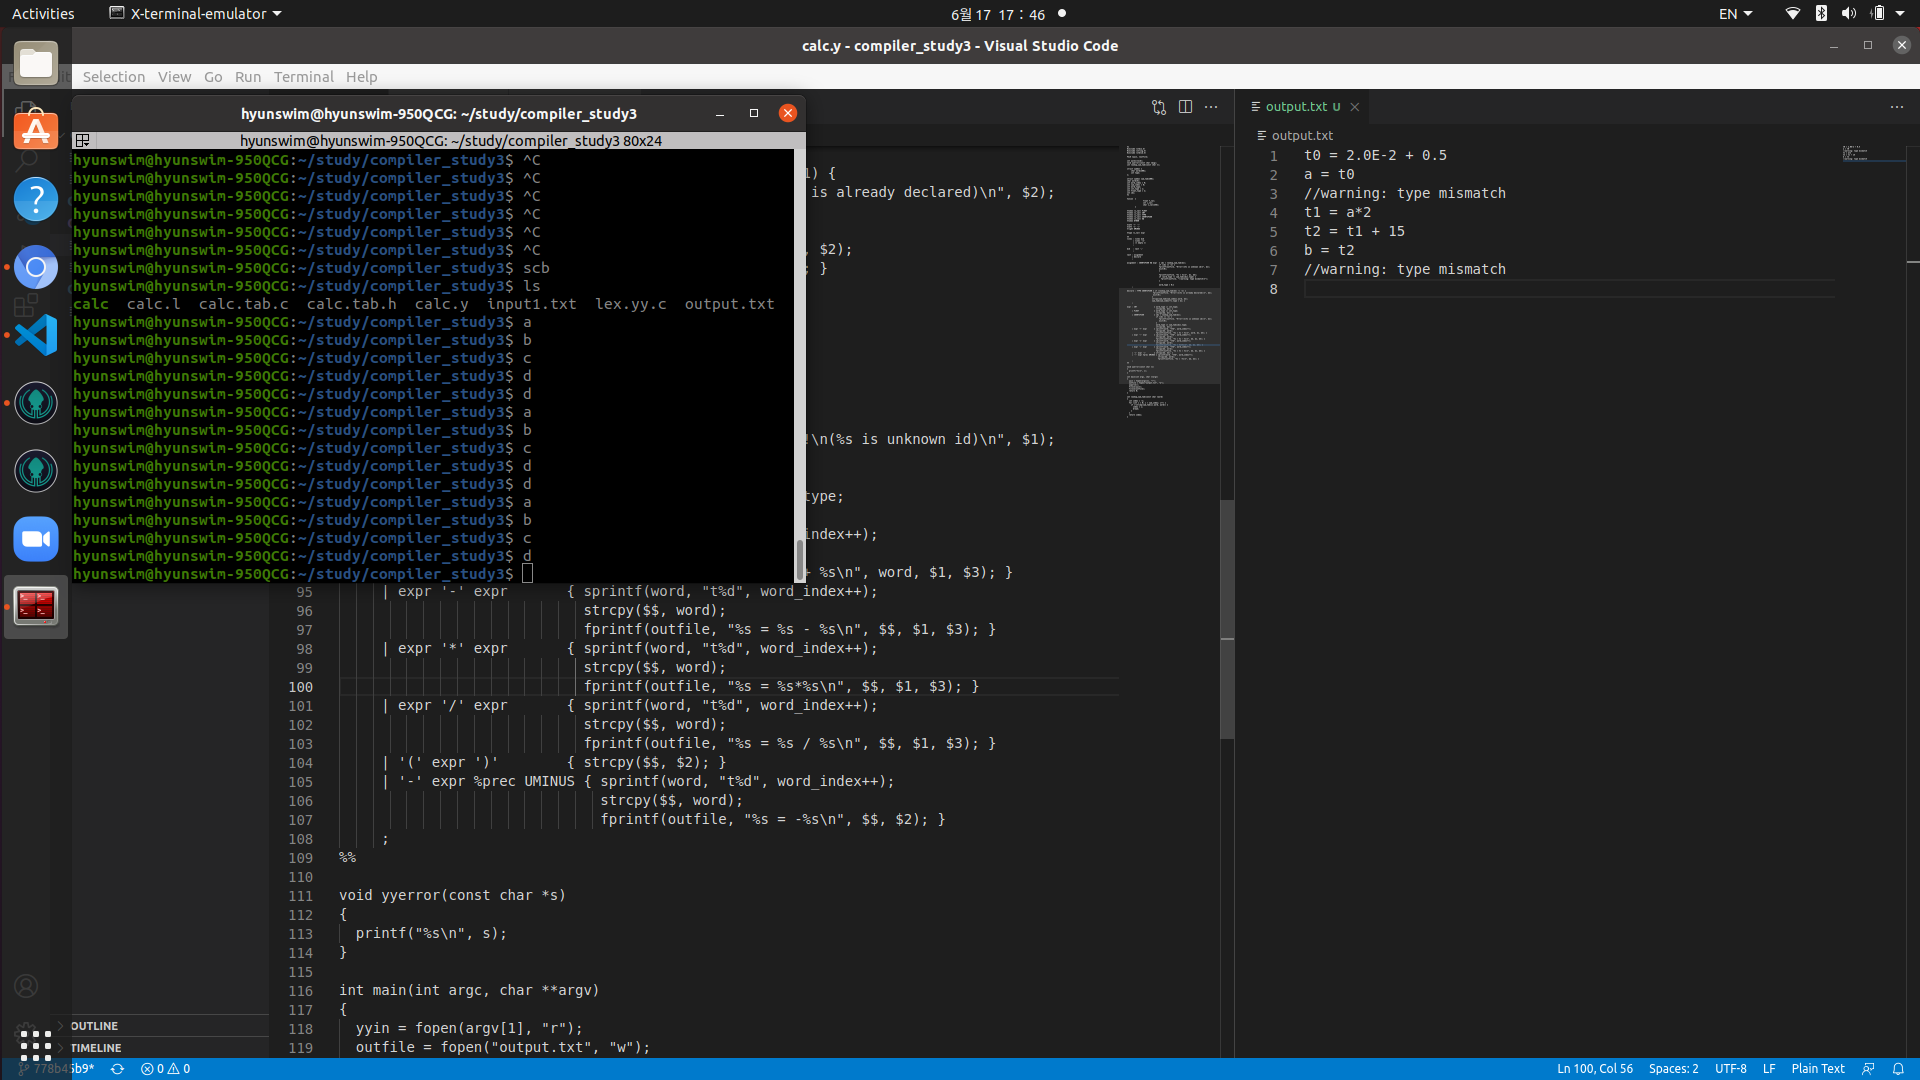 Activities
X-terminal-emulator
6월 17 17 : 46
EN
calc.y - compiler_study3 - Visual Studio Code
Selection View Go Run Terminal Help
hyunswim@hyunswim-950QCG: ~/study/compiler_study3
hyunswim@hyunswim-950QCG: ~/study/compiler_study3 80x24
hyunswim@hyunswim-950QCG:~/study/compiler_study3$ ^C
hyunswim@hyunswim-950QCG:~/study/compiler_study3$ ^C
hyunswim@hyunswim-950QCG:~/study/compiler_study3$ ^C
hyunswim@hyunswim-950QCG:~/study/compiler_study3$ ^C
hyunswim@hyunswim-950QCG:~/study/compiler_study3$ ^C
hyunswim@hyunswim-950QCG:~/study/compiler_study3$ ^C
hyunswim@hyunswim-950QCG:~/study/compiler_study3$ scb
hyunswim@hyunswim-950QCG:~/study/compiler_study3$ ls
calc calc.l calc.tab.c calc.tab.h calc.y input1.txt lex.yy.c output.txt
hyunswim@hyunswim-950QCG:~/study/compiler_study3$ a
hyunswim@hyunswim-950QCG:~/study/compiler_study3$ b
hyunswim@hyunswim-950QCG:~/study/compiler_study3$ c
hyunswim@hyunswim-950QCG:~/study/compiler_study3$ d
hyunswim@hyunswim-950QCG:~/study/compiler_study3$ d
hyunswim@hyunswim-950QCG:~/study/compiler_study3$ a
hyunswim@hyunswim-950QCG:~/study/compiler_study3$ b
hyunswim@hyunswim-950QCG:~/study/compiler_study3$ c
hyunswim@hyunswim-950QCG:~/study/compiler_study3$ d
hyunswim@hyunswim-950QCG:~/study/compiler_study3$ d
hyunswim@hyunswim-950QCG:~/study/compiler_study3$ a
hyunswim@hyunswim-950QCG:~/study/compiler_study3$ b
hyunswim@hyunswim-950QCG:~/study/compiler_study3$ c
hyunswim@hyunswim-950QCG:~/study/compiler_study3$ d
hyunswim@hyunswim-950QCG:~/study/compiler_study3$
) {
is already declared)\n", $2);
, $2);
; }
!\n(%s is unknown id)\n", $1);
type;
index++);
+ %s\n", word, $1, $3); }
95 | expr '-' expr { sprintf(word, "t%d", word_index++);
96 strcpy($$, word);
97 fprintf(outfile, "%s = %s - %s\n", $$, $1, $3); }
98 | expr '*' expr { sprintf(word, "t%d", word_index++);
99 strcpy($$, word);
100 fprintf(outfile, "%s = %s*%s\n", $$, $1, $3); }
101 | expr '/' expr { sprintf(word, "t%d", word_index++);
102 strcpy($$, word);
103 fprintf(outfile, "%s = %s / %s\n", $$, $1, $3); }
104 | '(' expr ')' { strcpy($$, $2); }
105 | '-' expr %prec UMINUS { sprintf(word, "t%d", word_index++);
106 strcpy($$, word);
107 fprintf(outfile, "%s = -%s\n", $$, $2); }
108 ;
109 %%
110
111 void yyerror(const char *s)
112 {
113 printf("%s\n", s);
114 }
115
116 int main(int argc, char **argv)
117 {
118 yyin = fopen(argv[1], "r");
119 outfile = fopen("output.txt", "w");
output.txt U
output.txt
1 t0 = 2.0E-2 + 0.5
2 a = t0
3 //warning: type mismatch
4 t1 = a*2
5 t2 = t1 + 15
6 b = t2
7 //warning: type mismatch
8
OUTLINE
TIMELINE
778b45b9* 0 0
Ln 100, Col 56 Spaces: 2 UTF-8 LF Plain Text